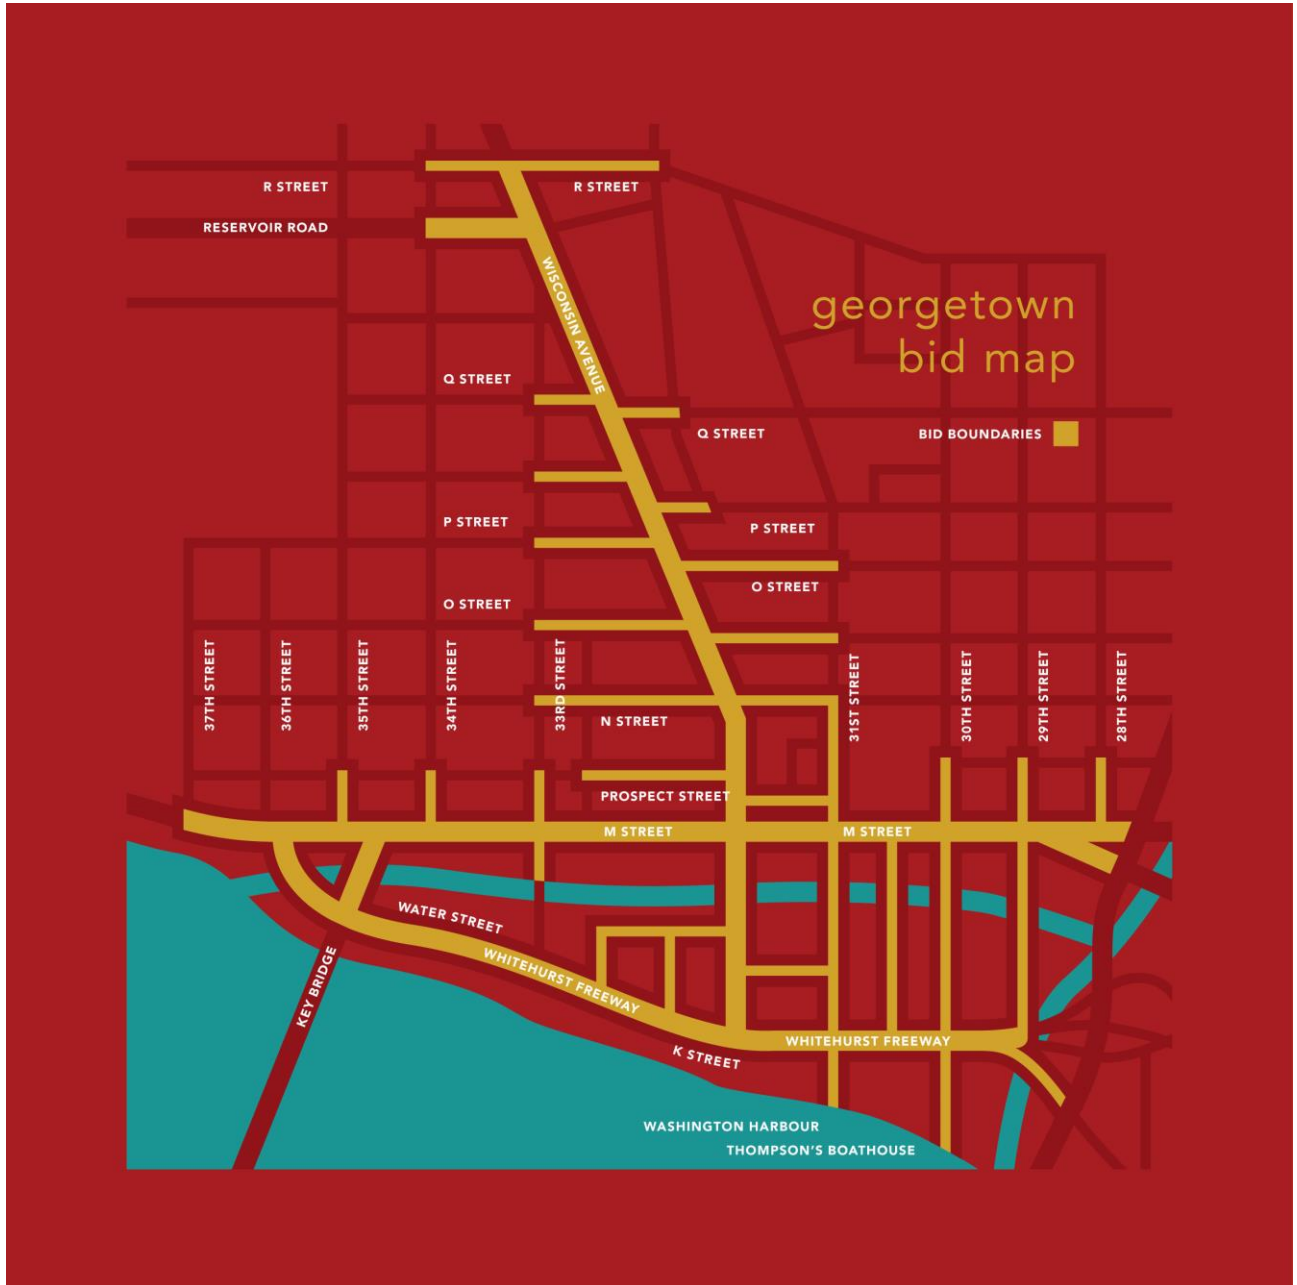 R STREET
R STREET
RESERVOIR ROAD
WISCONSIN AVENUE
georgetown
bid map
Q STREET
Q STREET
BID BOUNDARIES
P STREET
P STREET
O STREET
O STREET
37TH STREET
36TH STREET
35TH STREET
34TH STREET
33RD STREET
31ST STREET
30TH STREET
29TH STREET
28TH STREET
N STREET
PROSPECT STREET
M STREET
M STREET
WATER STREET
KEY BRIDGE
WHITEHURST FREEWAY
WHITEHURST FREEWAY
K STREET
WASHINGTON HARBOUR
THOMPSON'S BOATHOUSE